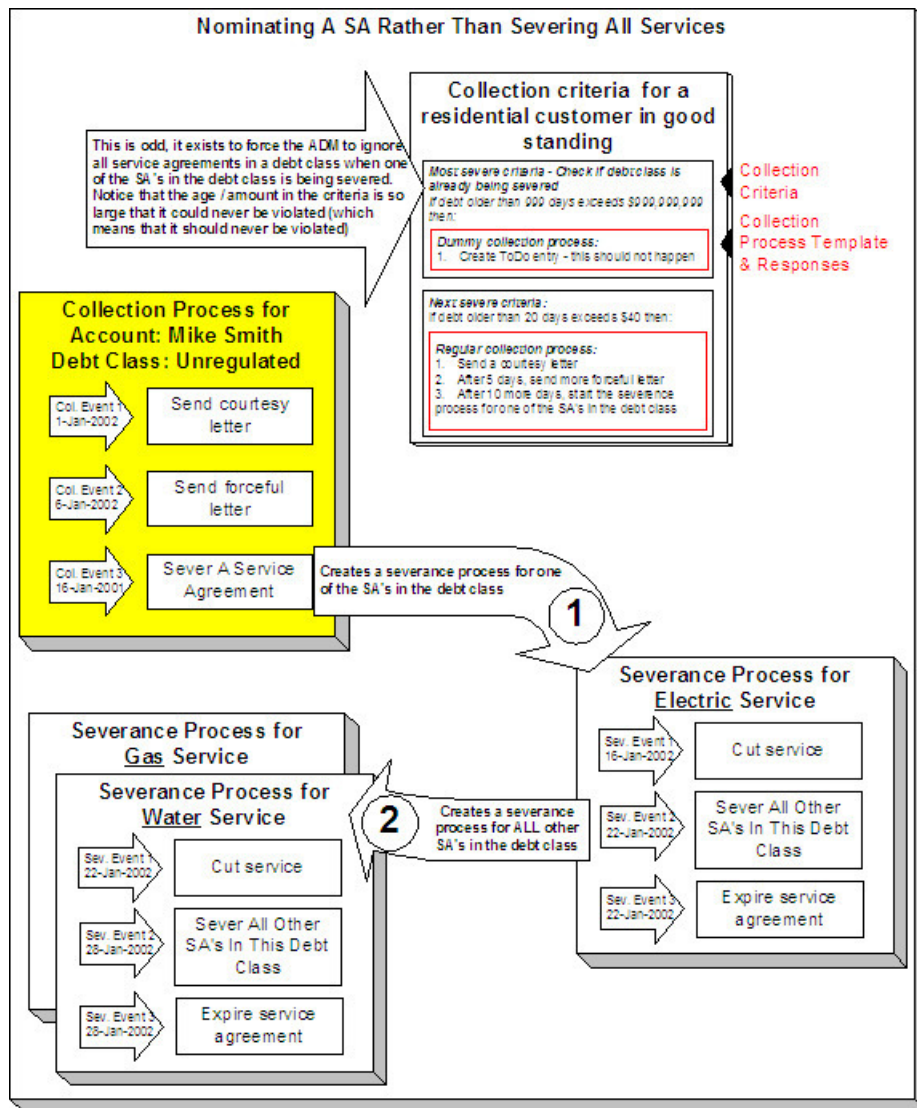 Nominating A SA Rather Than Severing All Services
This is odd, it exists to force the ADM to ignore
all service agreements in a debt class when one
of the SA's in the debt class is being severed.
Notice that the age / amount in the criteria is so
large that it could never be violated (which
means that it should never be violated)
Collection criteria for a
residential customer in good
standing
Most severe criteria - Check if debt class is
already being severed
If debt older than 999 days exceeds $999,999,999
then:
Dummy collection process:
1. Create ToDo entry - this should not happen
Next severe criteria:
If debt older than 20 days exceeds $40 then:
Regular collection process:
1. Send a courtesy letter
2. After 5 days, send more forceful letter
3. After 10 more days, start the severence
process for one of the SA's in the debt class
Collection
Criteria
Collection
Process Template
& Responses
Collection Process for
Account: Mike Smith
Debt Class: Unregulated
Col. Event 1
1-Jan-2002
Send courtesy
letter
Col. Event 2
6-Jan-2002
Send forceful
letter
Col. Event 3
16-Jan-2001
Sever A Service
Agreement
Creates a severance process for one
of the SA's in the debt class
1
Severance Process for
Electric Service
Sev. Event 1
16-Jan-2002
Cut service
Sev. Event 2
22-Jan-2002
Sever All Other
SA's In This Debt
Class
Sev. Event 3
22-Jan-2002
Expire service
agreement
Creates a severance
process for ALL other
SA's in the debt class
2
Severance Process for
Gas Service
Severance Process for
Water Service
Sev. Event 1
22-Jan-2002
Cut service
Sev. Event 2
28-Jan-2002
Sever All Other
SA's In This Debt
Class
Sev. Event 3
28-Jan-2002
Expire service
agreement